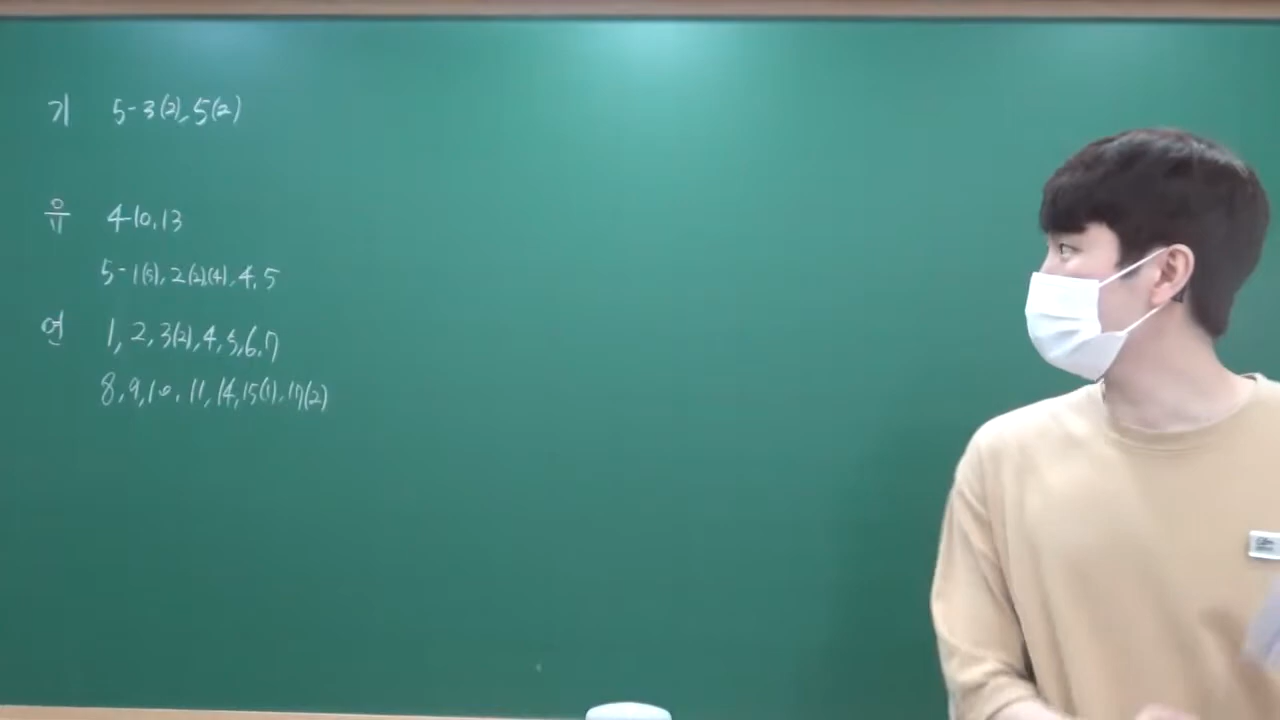 기 5-3(2), 5(2)
유 4-10, 13
5-1(5), 2(2)(4), 4, 5
연 1, 2, 3(2), 4, 5, 6, 7
8, 9, 10, 11, 14, 15(1), 17(2)